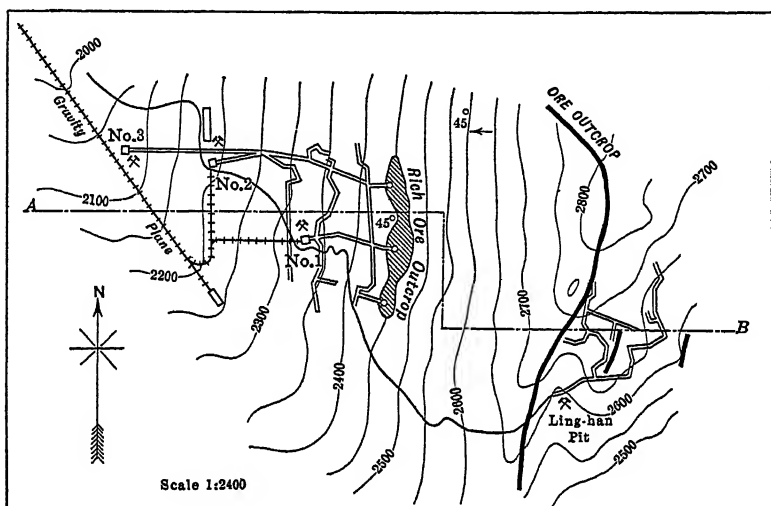 2000
Gravity
Plane
ORE OUTCROP
45°
No.3
No.2
2700
2800
Rich Ore Outcrop
2100
A
45°
2200
No.1
2700
N
2300
B
2400
2600
2600
Ling-han
Pit
2500
2500
Scale 1:2400